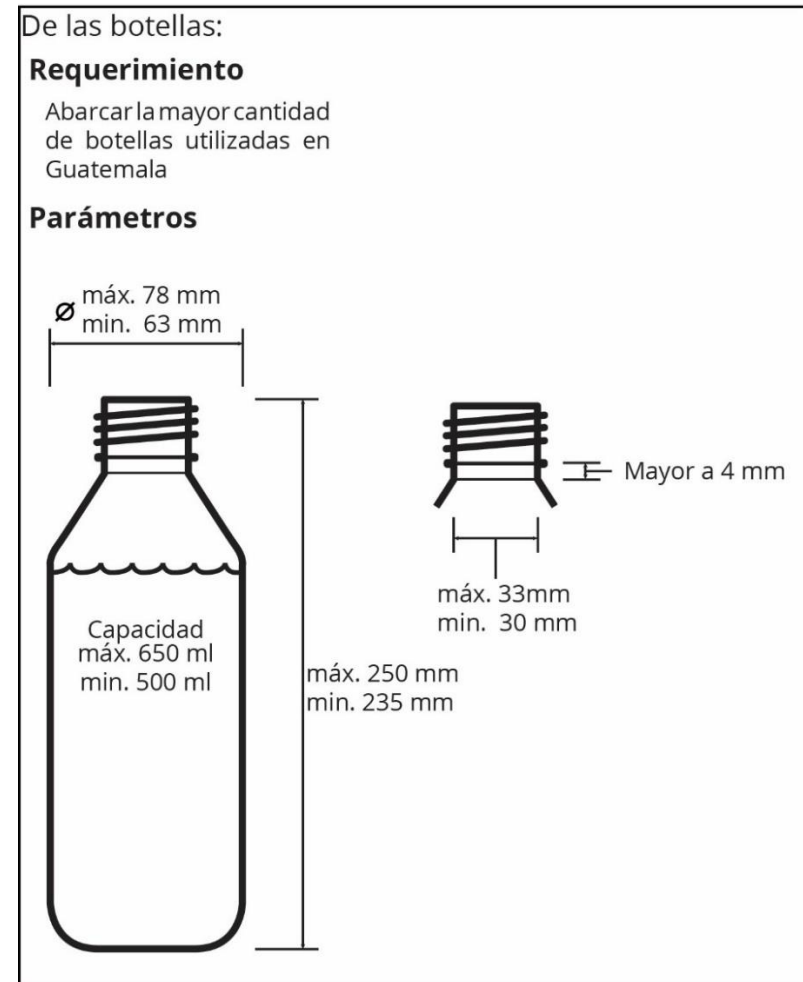 De las botellas:
Requerimiento
Abarcar la mayor cantidad
de botellas utilizadas en
Guatemala
Parámetros
Ø máx. 78 mm
min. 63 mm
Mayor a 4 mm
máx. 33mm
min. 30 mm
Capacidad
máx. 650 ml
min. 500 ml
máx. 250 mm
min. 235 mm